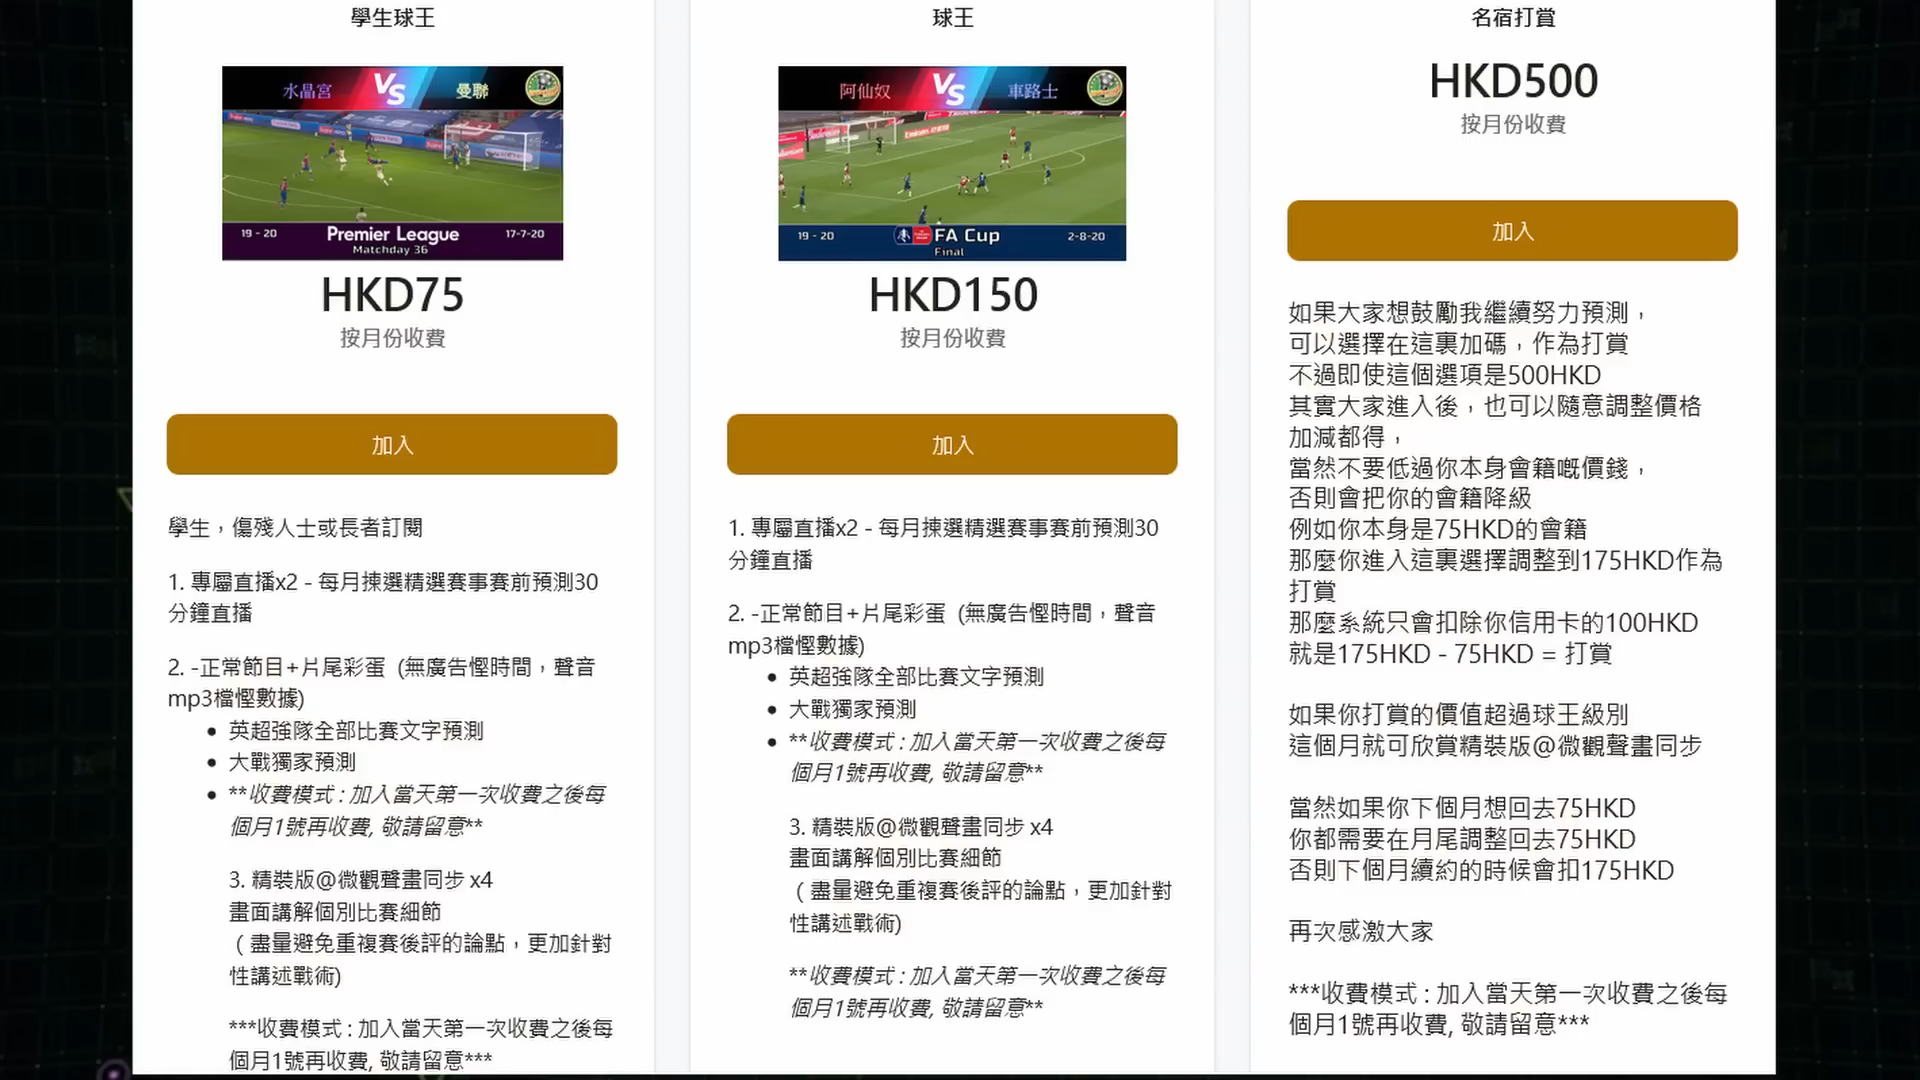 學生球王
水晶宮 VS 曼聯
19 - 20 Premier League 17-7-20
Matchday 36
HKD75
按月份收費
加入
學生，傷殘人士或長者訂閱
1. 專屬直播x2 - 每月揀選精選賽事賽前預測30
分鐘直播
2. -正常節目+片尾彩蛋 (無廣告慳時間，聲音
mp3檔慳數據)
• 英超強隊全部比賽文字預測
• 大戰獨家預測
• **收費模式 : 加入當天第一次收費之後每
個月1號再收費, 敬請留意**
3. 精裝版@微觀聲畫同步 x4
畫面講解個別比賽細節
（ 盡量避免重複賽後評的論點，更加針對
性講述戰術)
***收費模式 : 加入當天第一次收費之後每
個月1號再收費, 敬請留意***
球王
阿仙奴 VS 車路士
19 - 20 FA Cup 2-8-20
Final
HKD150
按月份收費
加入
1. 專屬直播x2 - 每月揀選精選賽事賽前預測30
分鐘直播
2. -正常節目+片尾彩蛋 (無廣告慳時間，聲音
mp3檔慳數據)
• 英超強隊全部比賽文字預測
• 大戰獨家預測
• **收費模式 : 加入當天第一次收費之後每
個月1號再收費, 敬請留意**
3. 精裝版@微觀聲畫同步 x4
畫面講解個別比賽細節
（ 盡量避免重複賽後評的論點，更加針對
性講述戰術)
**收費模式 : 加入當天第一次收費之後每
個月1號再收費, 敬請留意**
名宿打賞
HKD500
按月份收費
加入
如果大家想鼓勵我繼續努力預測，
可以選擇在這裏加碼，作為打賞
不過即使這個選項是500HKD
其實大家進入後，也可以隨意調整價格
加減都得，
當然不要低過你本身會籍嘅價錢，
否則會把你的會籍降級
例如你本身是75HKD的會籍
那麼你進入這裏選擇調整到175HKD作為
打賞
那麼系統只會扣除你信用卡的100HKD
就是175HKD - 75HKD = 打賞
如果你打賞的價值超過球王級別
這個月就可欣賞精裝版@微觀聲畫同步
當然如果你下個月想回去75HKD
你都需要在月尾調整回去75HKD
否則下個月續約的時候會扣175HKD
再次感激大家
***收費模式 : 加入當天第一次收費之後每
個月1號再收費, 敬請留意***